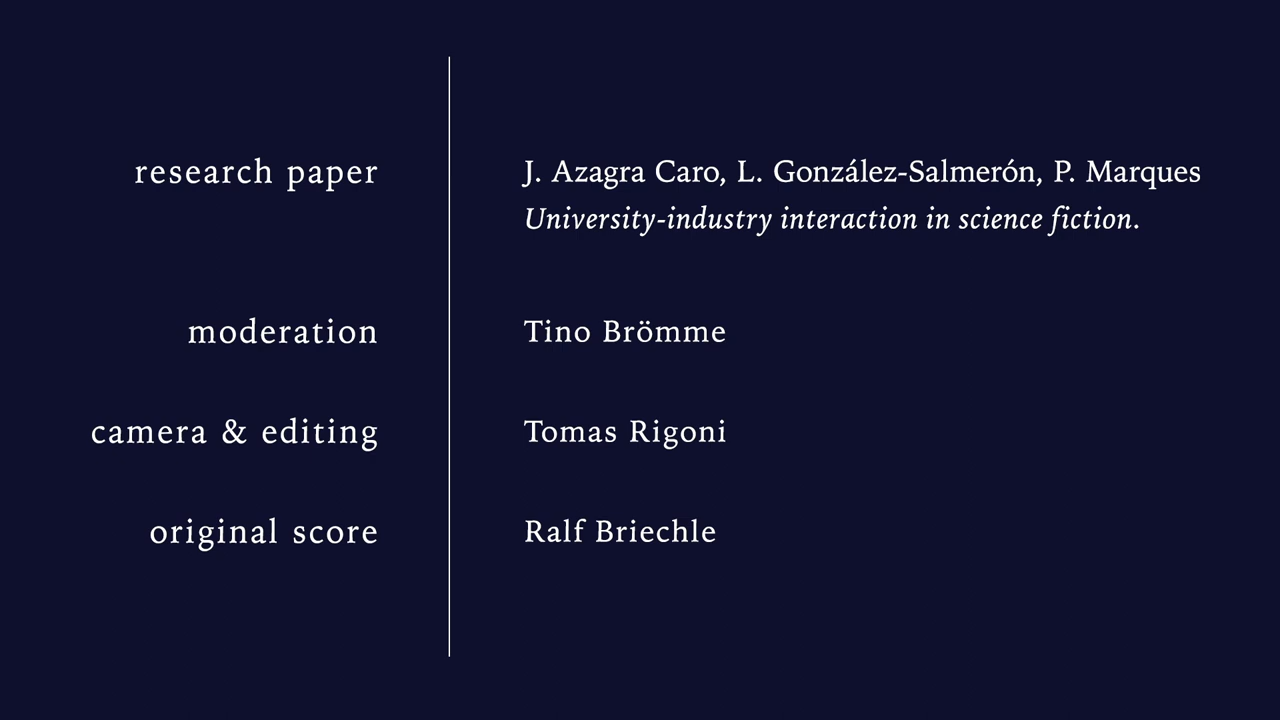 research paper
J. Azagra Caro, L. González-Salmerón, P. Marques
University-industry interaction in science fiction.
moderation
Tino Brömme
camera & editing
Tomas Rigoni
original score
Ralf Briechle